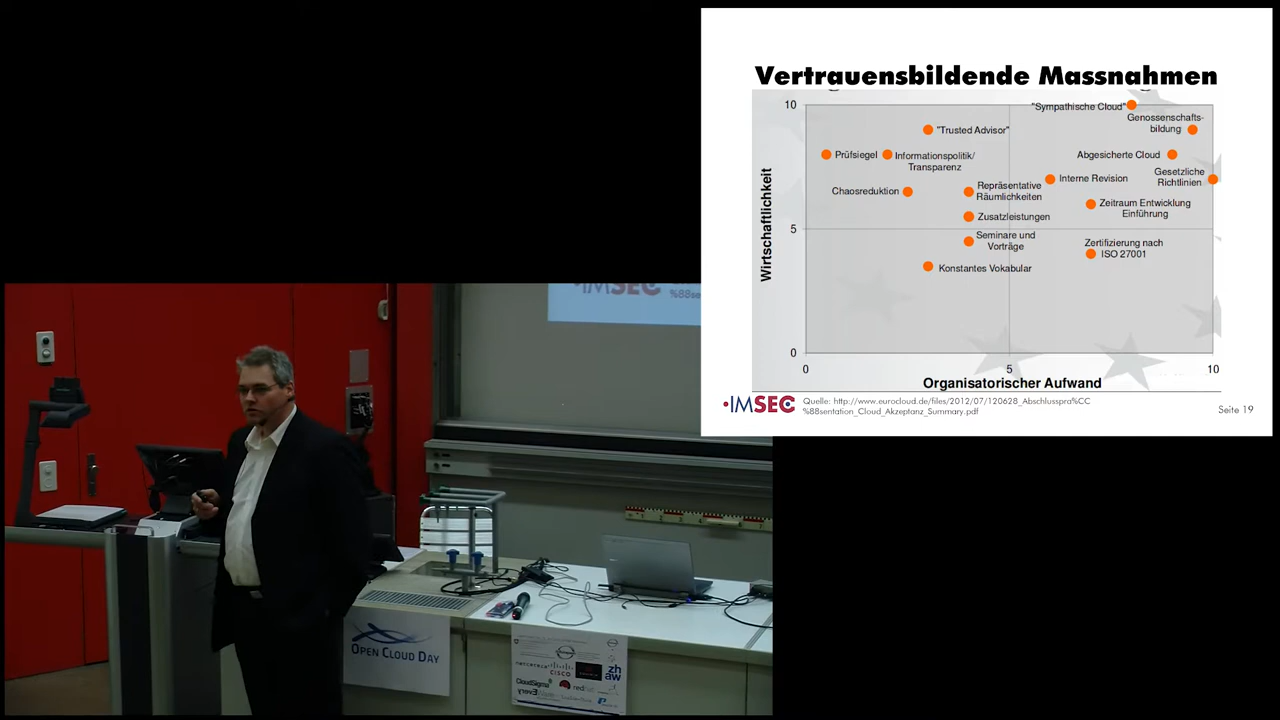 Vertrauensbildende Massnahmen
10
"Sympathische Cloud"
Genossenschafts-
bildung
"Trusted Advisor"
Prüfsiegel
Informationspolitik/
Transparenz
Abgesicherte Cloud
Chaosreduktion
Repräsentative
Räumlichkeiten
Interne Revision
Gesetzliche
Richtlinien
Zusatzleistungen
Zeitraum Entwicklung
Einführung
5
Seminare und
Vorträge
Zertifizierung nach
ISO 27001
Konstantes Vokabular
Wirtschaftlichkeit
0
0
5
10
Organisatorischer Aufwand
IMSEC
Quelle: http://www.eurocloud.de/files/2012/07/120628_Abschlusspra%CC
%88sentation_Cloud_Akzeptanz_Summary.pdf
Seite 19
IMSEC
%88se
OPEN CLOUD DAY
CISCO
CloudSigma
red
zh
aw